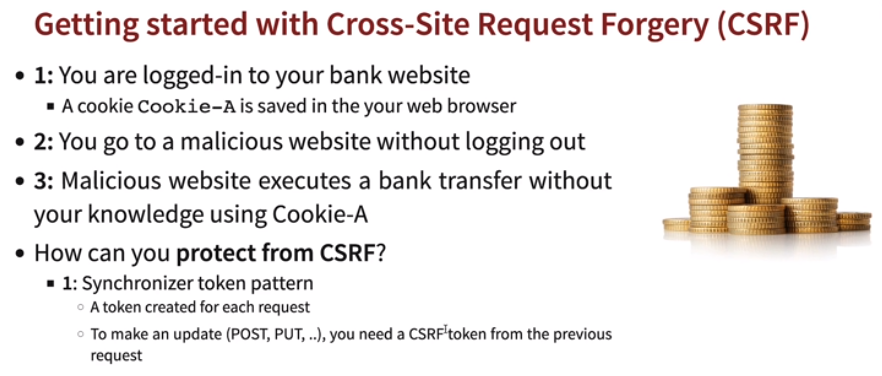 Getting started with Cross-Site Request Forgery (CSRF)
• 1: You are logged-in to your bank website
▪ A cookie Cookie-A is saved in the your web browser
• 2: You go to a malicious website without logging out
• 3: Malicious website executes a bank transfer without
your knowledge using Cookie-A
• How can you protect from CSRF?
▪ 1: Synchronizer token pattern
○ A token created for each request
○ To make an update (POST, PUT, ..), you need a CSRF token from the previous
request